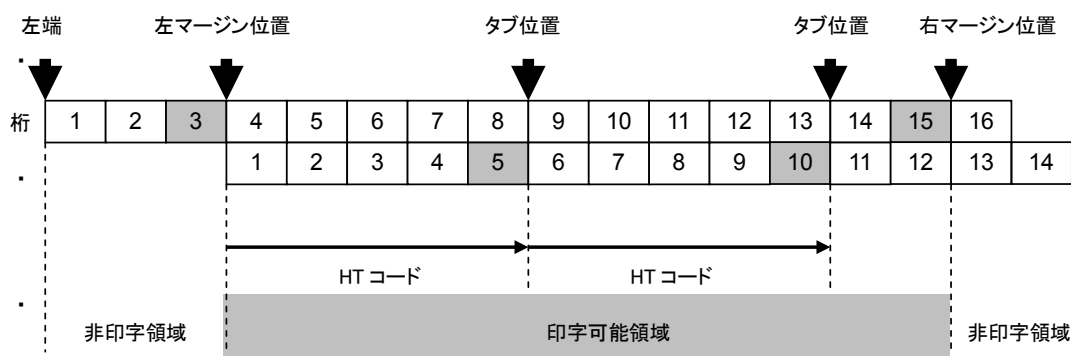 左端 左マージン位置 タブ位置 タブ位置 右マージン位置
桁 1 2 3 4 5 6 7 8 9 10 11 12 13 14 15 16
1 2 3 4 5 6 7 8 9 10 11 12 13 14
HT コード HT コード
非印字領域 印字可能領域 非印字領域